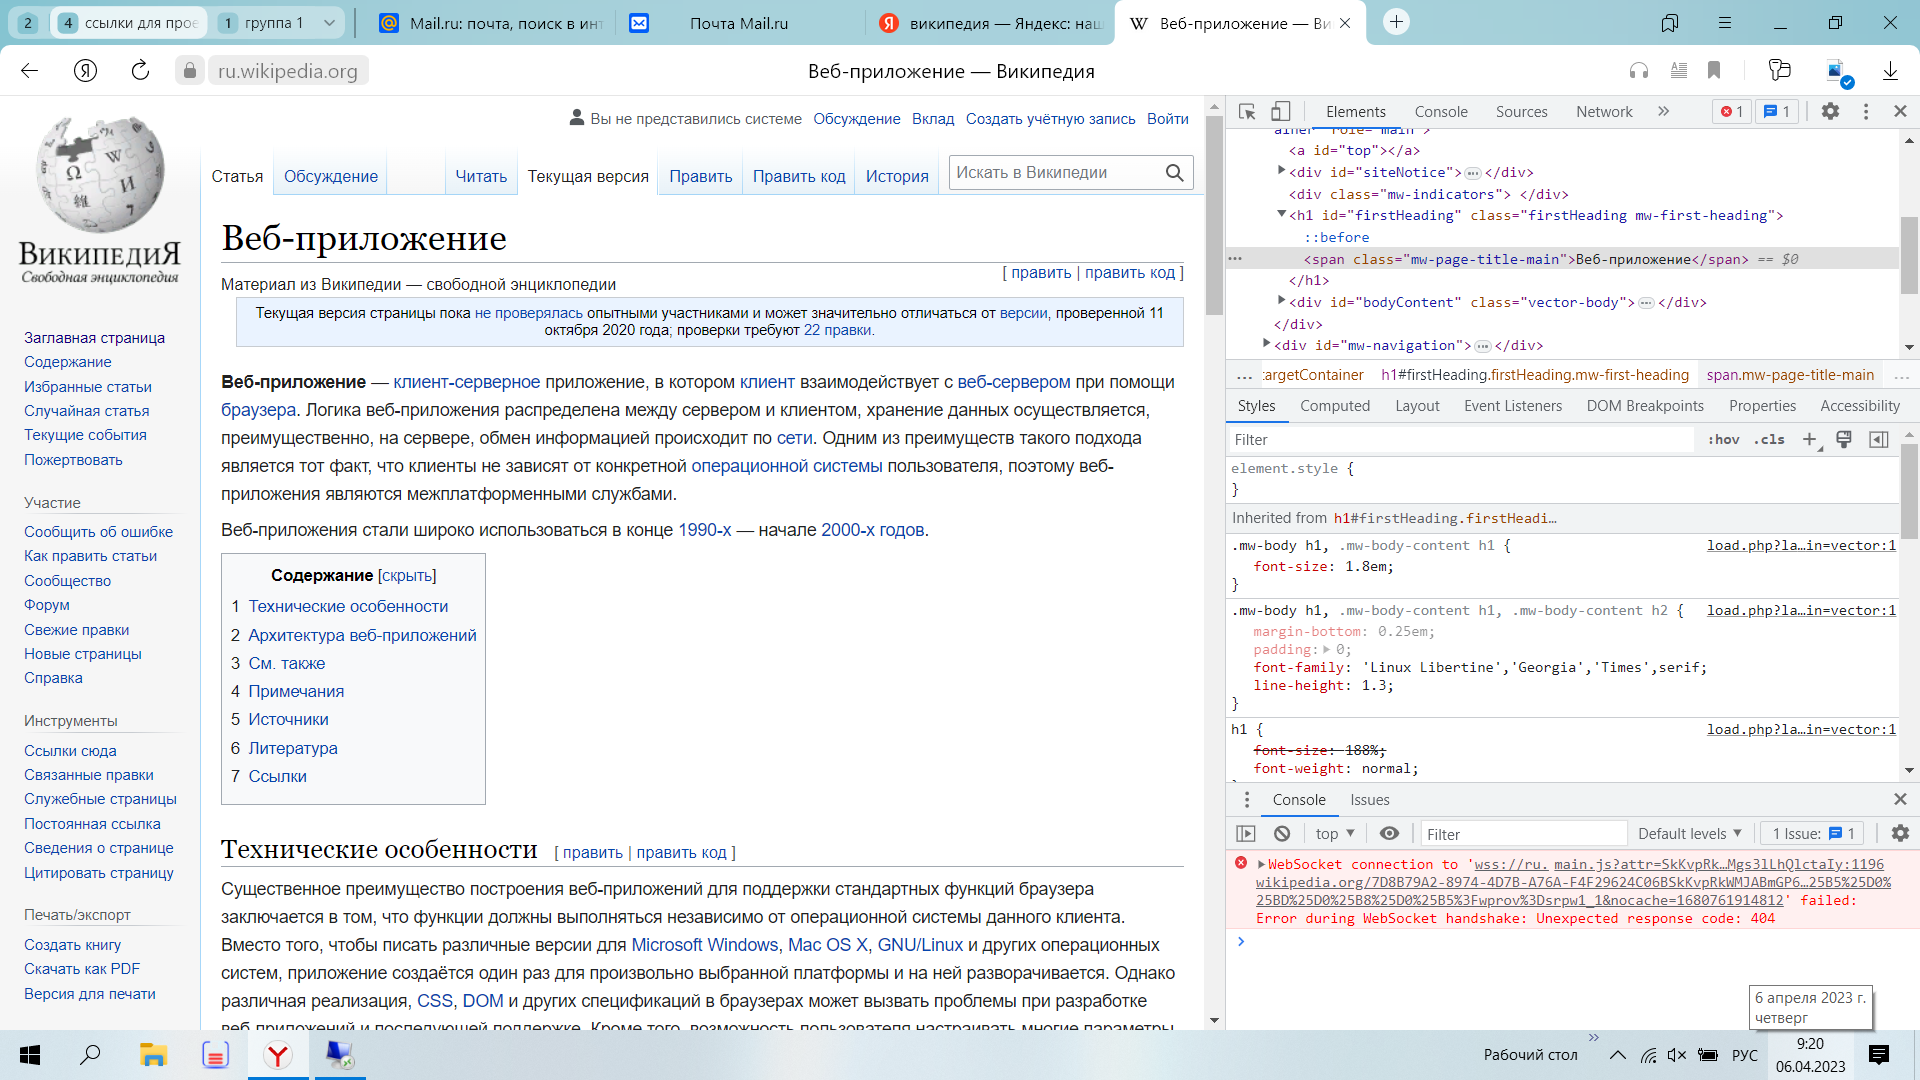 2
4 ссылки для прое
1 группа 1
Mail.ru: почта, поиск в инт
Почта Mail.ru
википедия — Яндекс: наш
Веб-приложение — Ви
ru.wikipedia.org
Веб-приложение — Википедия
ВикипедиЯ
Свободная энциклопедия
Заглавная страница
Содержание
Избранные статьи
Случайная статья
Текущие события
Пожертвовать
Участие
Сообщить об ошибке
Как править статьи
Сообщество
Форум
Свежие правки
Новые страницы
Справка
Инструменты
Ссылки сюда
Связанные правки
Служебные страницы
Постоянная ссылка
Сведения о странице
Цитировать страницу
Печать/экспорт
Создать книгу
Скачать как PDF
Версия для печати
Вы не представились системе Обсуждение Вклад Создать учётную запись Войти
Статья Обсуждение Читать Текущая версия Править Править код История Искать в Википедии
Веб-приложение
[ править | править код ]
Материал из Википедии — свободной энциклопедии
Текущая версия страницы пока не проверялась опытными участниками и может значительно отличаться от версии, проверенной 11
октября 2020 года; проверки требуют 22 правки.
Веб-приложение — клиент-серверное приложение, в котором клиент взаимодействует с веб-сервером при помощи
браузера. Логика веб-приложения распределена между сервером и клиентом, хранение данных осуществляется,
преимущественно, на сервере, обмен информацией происходит по сети. Одним из преимуществ такого подхода
является тот факт, что клиенты не зависят от конкретной операционной системы пользователя, поэтому веб-
приложения являются межплатформенными службами.
Веб-приложения стали широко использоваться в конце 1990-х — начале 2000-х годов.
Содержание [скрыть]
1 Технические особенности
2 Архитектура веб-приложений
3 См. также
4 Примечания
5 Источники
6 Литература
7 Ссылки
Технические особенности [ править | править код ]
Существенное преимущество построения веб-приложений для поддержки стандартных функций браузера
заключается в том, что функции должны выполняться независимо от операционной системы данного клиента.
Вместо того, чтобы писать различные версии для Microsoft Windows, Mac OS X, GNU/Linux и других операционных
систем, приложение создаётся один раз для произвольно выбранной платформы и на ней разворачивается. Однако
различная реализация, CSS, DOM и других спецификаций в браузерах может вызвать проблемы при разработке
веб-приложений и последующей поддержке. Кроме того, возможность пользователя настраивать многие параметры
Elements Console Sources Network » 1 1
ainer" role="main">
<a id="top"></a>
<div id="siteNotice">…</div>
<div class="mw-indicators"> </div>
<h1 id="firstHeading" class="firstHeading mw-first-heading">
::before
… <span class="mw-page-title-main">Веб-приложение</span> == $0
</h1>
<div id="bodyContent" class="vector-body">…</div>
</div>
<div id="mw-navigation">…</div>
… targetContainer h1#firstHeading.firstHeading.mw-first-heading span.mw-page-title-main …
Styles Computed Layout Event Listeners DOM Breakpoints Properties Accessibility
Filter :hov .cls +
element.style {
}
Inherited from h1#firstHeading.firstHeadi…
.mw-body h1, .mw-body-content h1 { load.php?la…in=vector:1
font-size: 1.8em;
}
.mw-body h1, .mw-body-content h1, .mw-body-content h2 { load.php?la…in=vector:1
margin-bottom: 0.25em;
padding: 0;
font-family: 'Linux Libertine','Georgia','Times',serif;
line-height: 1.3;
}
h1 { load.php?la…in=vector:1
font-size: 188%;
font-weight: normal;
Console Issues
top Filter Default levels 1 Issue: 1
WebSocket connection to 'wss://ru. main.js?attr=SkKvpRk…Mgs3lLhQlctaIy:1196
wikipedia.org/7D8B79A2-8974-4D7B-A76A-F4F29624C06BSkKvpRkWMJABmGP6…25B5%25D0%
25BD%25D0%25B8%25D0%25B5%3Fwprov%3Dsrpw1_1&nocache=1680761914812' failed:
Error during WebSocket handshake: Unexpected response code: 404
6 апреля 2023 г.
четверг
Рабочий стол » РУС 9:20
06.04.2023